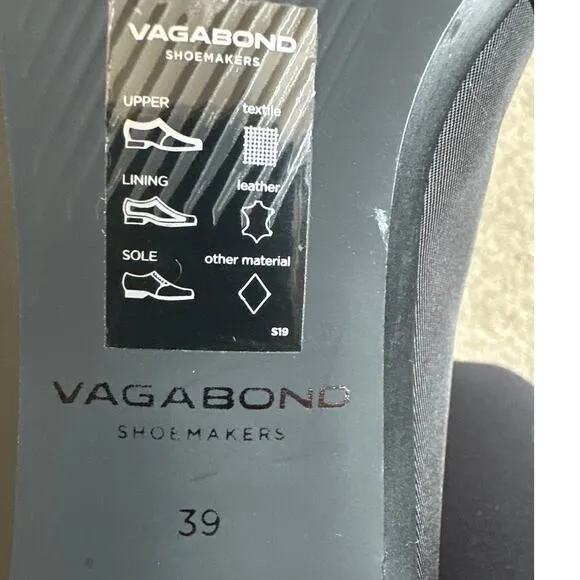 VAGABOND
SHOEMAKERS
UPPER textile
LINING leather
SOLE other material
S19
VAGABOND
SHOEMAKERS
39